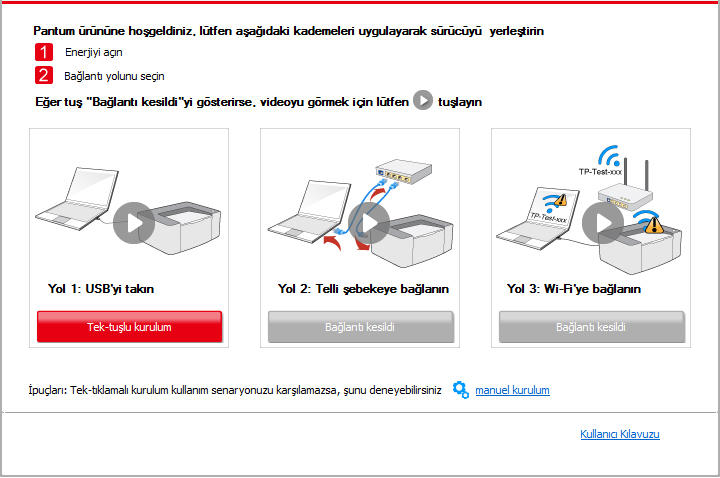 Pantum ürününe hoşgeldiniz, lütfen aşağıdaki kademeleri uygulayarak sürücüyü yerleştirin
1 Enerjiyi açın
2 Bağlantı yolunu seçin
Eğer tuş "Bağlantı kesildi"yi gösterirse, videoyu görmek için lütfen tuşlayın
TP-Test-xxx
TP-Test-xxx
Yol 1: USB'yi takın
Yol 2: Telli şebekeye bağlanın
Yol 3: Wi-Fi'ye bağlanın
Tek-tuşlu kurulum
Bağlantı kesildi
Bağlantı kesildi
İpuçları: Tek-tıklamalı kurulum kullanım senaryonuzu karşılamazsa, şunu deneyebilirsiniz manuel kurulum
Kullanıcı Kılavuzu